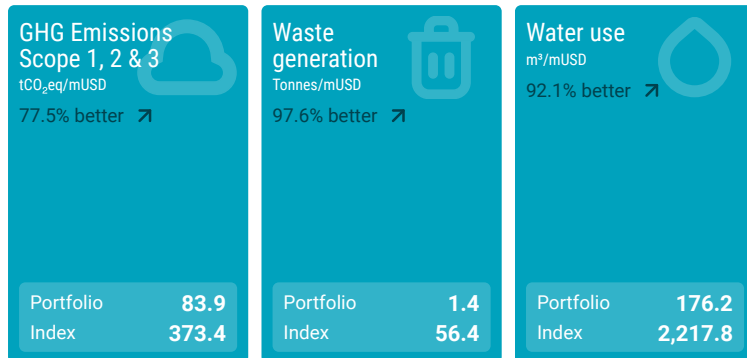 GHG Emissions
Scope 1, 2 & 3
tCO₂eq/mUSD
77.5% better
Portfolio 83.9
Index 373.4
Waste
generation
Tonnes/mUSD
97.6% better
Portfolio 1.4
Index 56.4
Water use
m³/mUSD
92.1% better
Portfolio 176.2
Index 2,217.8